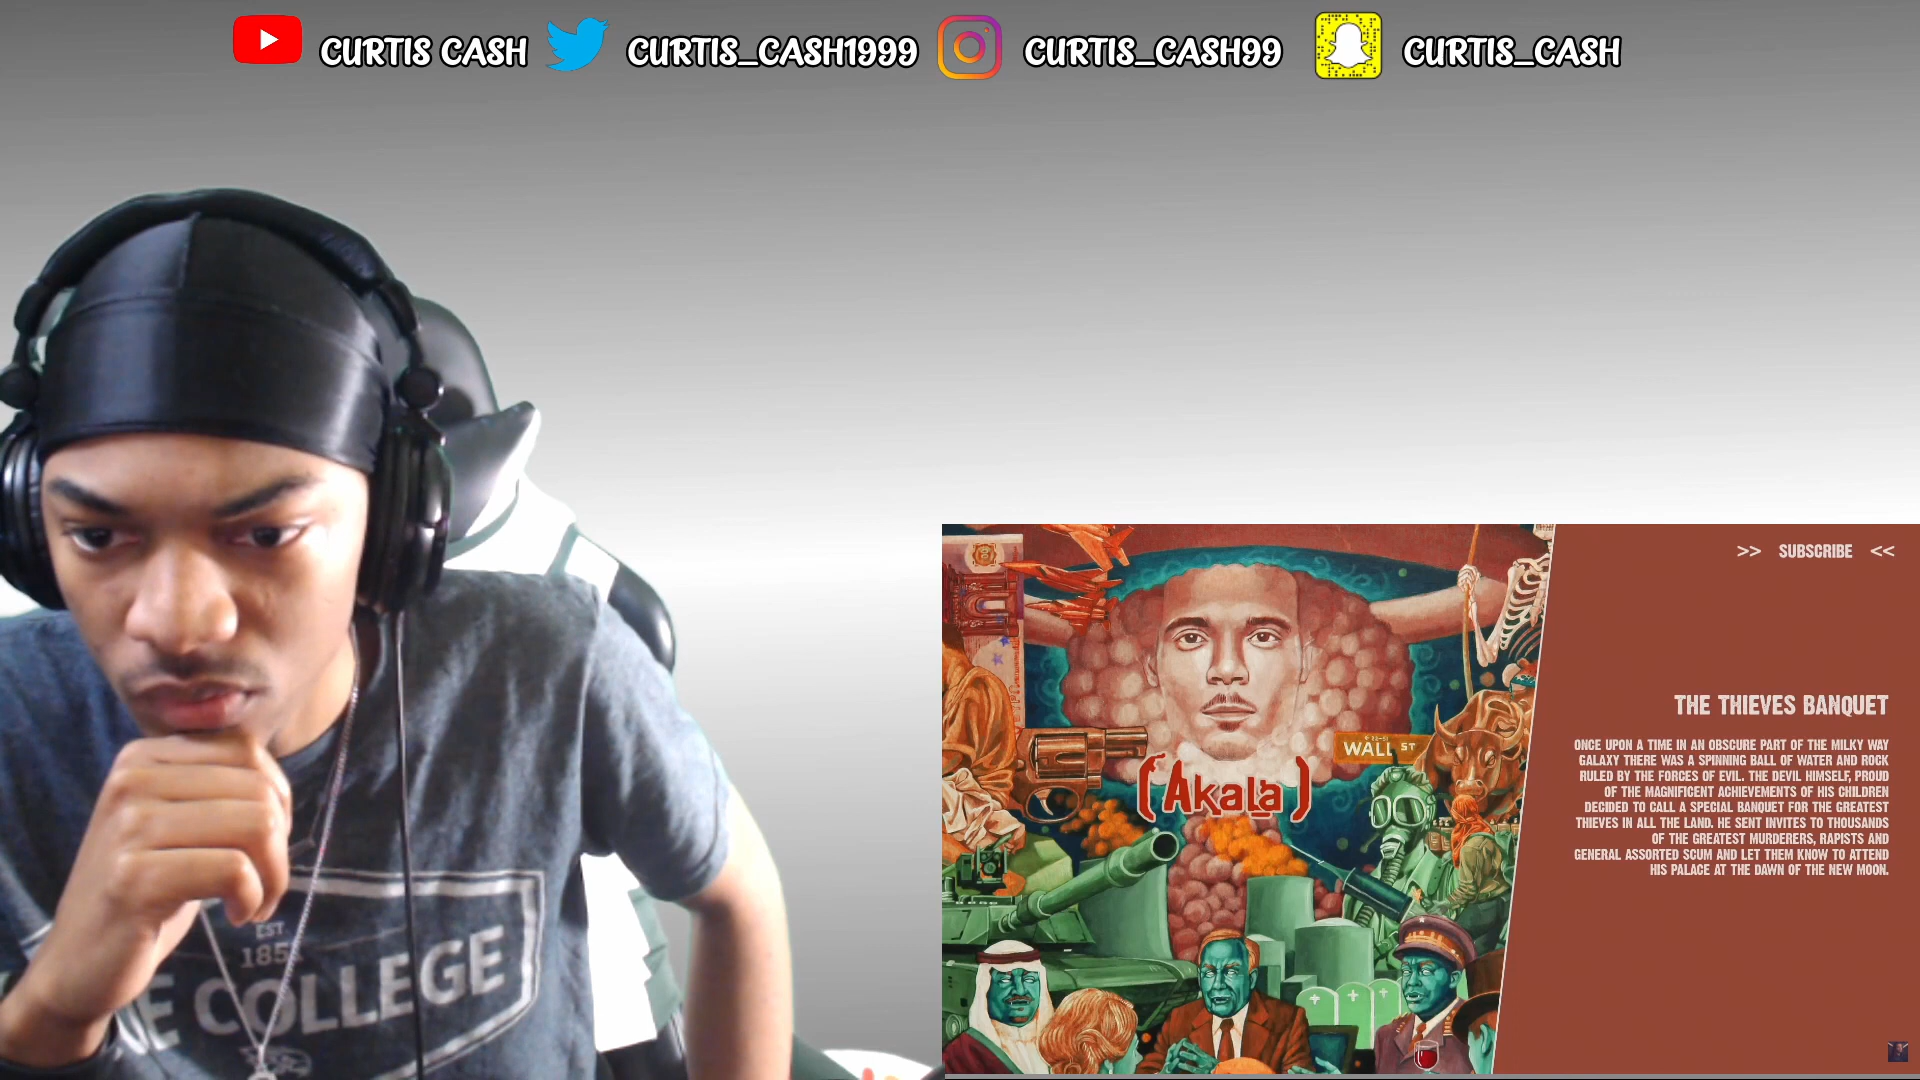 CURTIS CASH CURTIS_CASH1999 CURTIS_CASH99 CURTIS_CASH
>> SUBSCRIBE <<
WALL ST
(Akala)
THE THIEVES BANQUET
ONCE UPON A TIME IN AN OBSCURE PART OF THE MILKY WAY
GALAXY THERE WAS A SPINNING BALL OF WATER AND ROCK
RULED BY THE FORCES OF EVIL. THE DEVIL HIMSELF, PROUD
OF THE MAGNIFICENT ACHIEVEMENTS OF HIS CHILDREN
DECIDED TO CALL A SPECIAL BANQUET FOR THE GREATEST
THIEVES IN ALL THE LAND. HE SENT INVITES TO THOUSANDS
OF THE GREATEST MURDERERS, RAPISTS AND
GENERAL ASSORTED SCUM AND LET THEM KNOW TO ATTEND
HIS PALACE AT THE DAWN OF THE NEW MOON.
EST
185
E COLLEGE